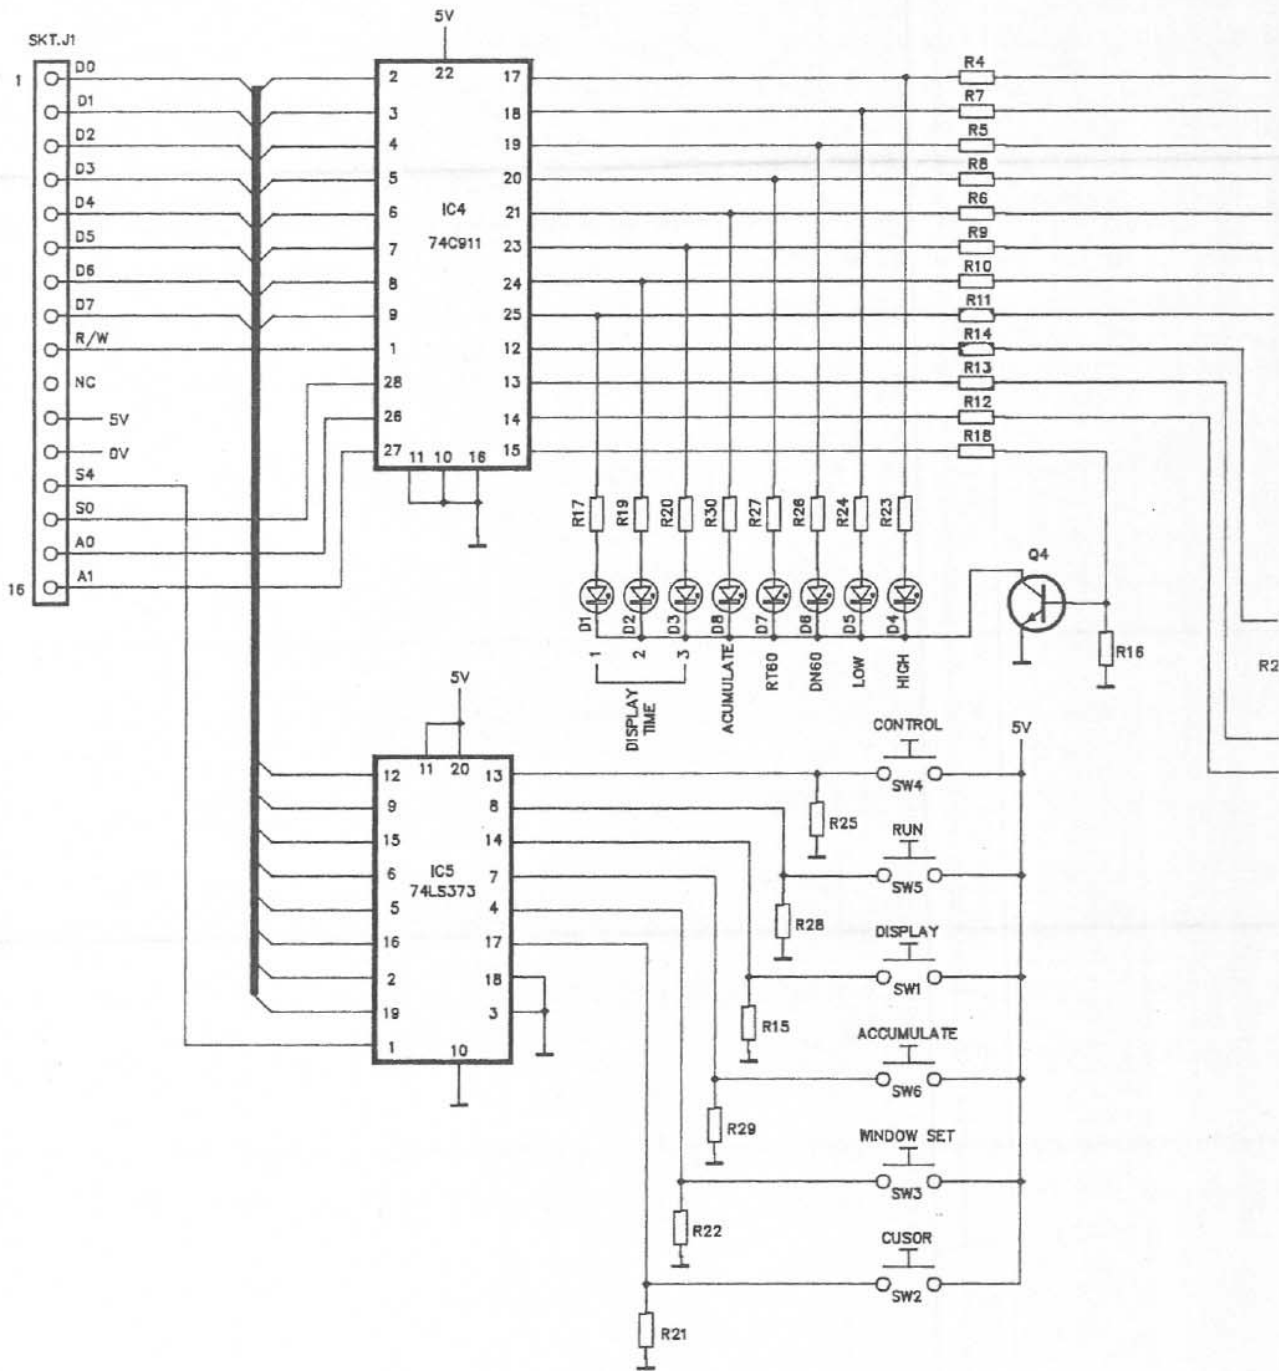 5V
SKT.J1
1
D0
D1
D2
D3
D4
D5
D6
D7
R/W
NC
5V
0V
S4
S0
A0
A1
16
22
2
3
4
5
6
7
8
9
1
28
26
27
IC4
74C911
17
18
19
20
21
23
24
25
12
13
14
15
11
10
16
R4
R7
R5
R8
R6
R9
R10
R11
R14
R13
R12
R18
R17
R19
R20
R30
R27
R26
R24
R23
Q4
D1
D2
D3
D8
D7
D6
D5
D4
R16
R2
1
2
3
DISPLAY
TIME
ACUMULATE
RT60
DN60
LOW
HIGH
5V
11
20
12
9
15
6
5
16
2
19
1
IC5
74LS373
13
8
14
7
4
17
18
3
10
5V
CONTROL
SW4
R25
RUN
SW5
R28
DISPLAY
SW1
R15
ACCUMULATE
SW6
R29
WINDOW SET
SW3
R22
CUSOR
SW2
R21